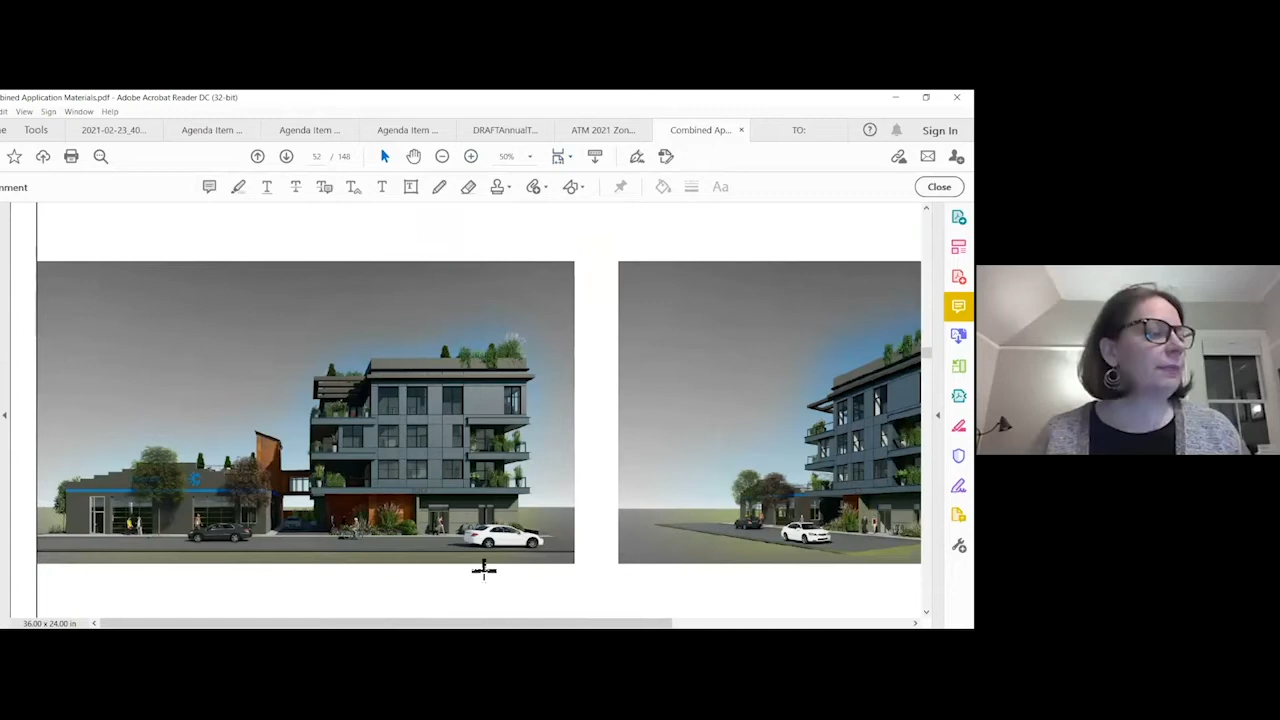 bined Application Materials.pdf - Adobe Acrobat Reader DC (32-bit)
dit View Sign Window Help
e Tools 2021-02-23_40... Agenda Item ... Agenda Item ... Agenda Item ... DRAFTAnnualT... ATM 2021 Zon... Combined Ap... × TO: Sign In
52 / 148 50%
nment Aa Close
36.00 x 24.00 in